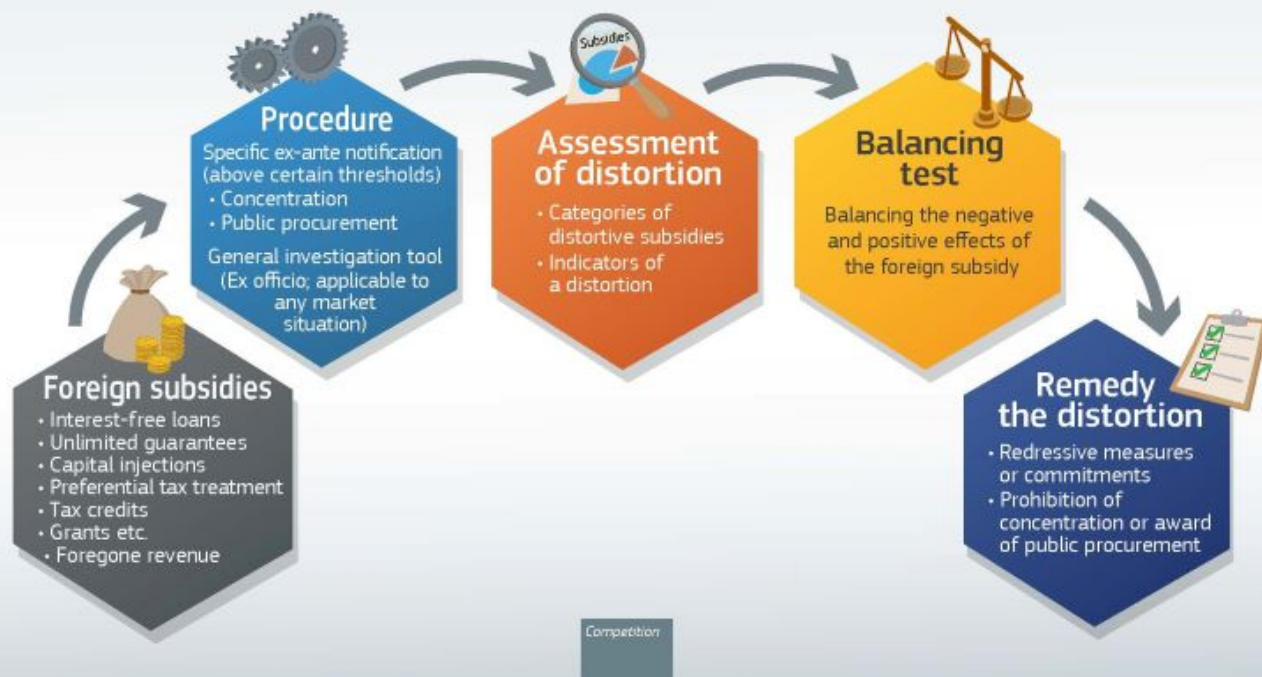 Foreign subsidies
• Interest-free loans
• Unlimited guarantees
• Capital injections
• Preferential tax treatment
• Tax credits
• Grants etc.
• Foregone revenue
Procedure
Specific ex-ante notification
(above certain thresholds)
• Concentration
• Public procurement
General investigation tool
(Ex officio; applicable to
any market
situation)
Subsidies
Assessment
of distortion
• Categories of
distortive subsidies
• Indicators of
a distortion
Balancing
test
Balancing the negative
and positive effects of
the foreign subsidy
Remedy
the distortion
• Redressive measures
or commitments
• Prohibition of
concentration or award
of public procurement
Competition